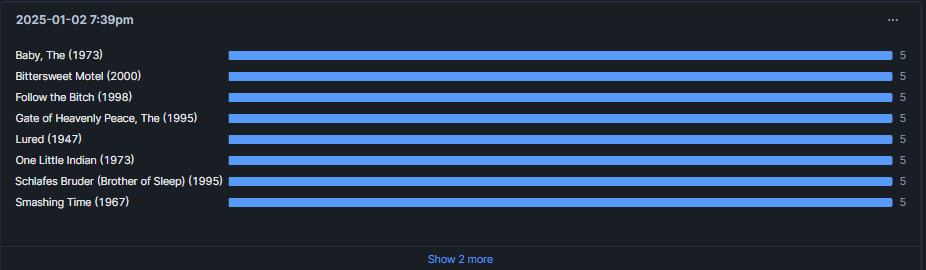 2025-01-02 7:39pm ...
Baby, The (1973) 5
Bittersweet Motel (2000) 5
Follow the Bitch (1998) 5
Gate of Heavenly Peace, The (1995) 5
Lured (1947) 5
One Little Indian (1973) 5
Schlafes Bruder (Brother of Sleep) (1995) 5
Smashing Time (1967) 5
Show 2 more